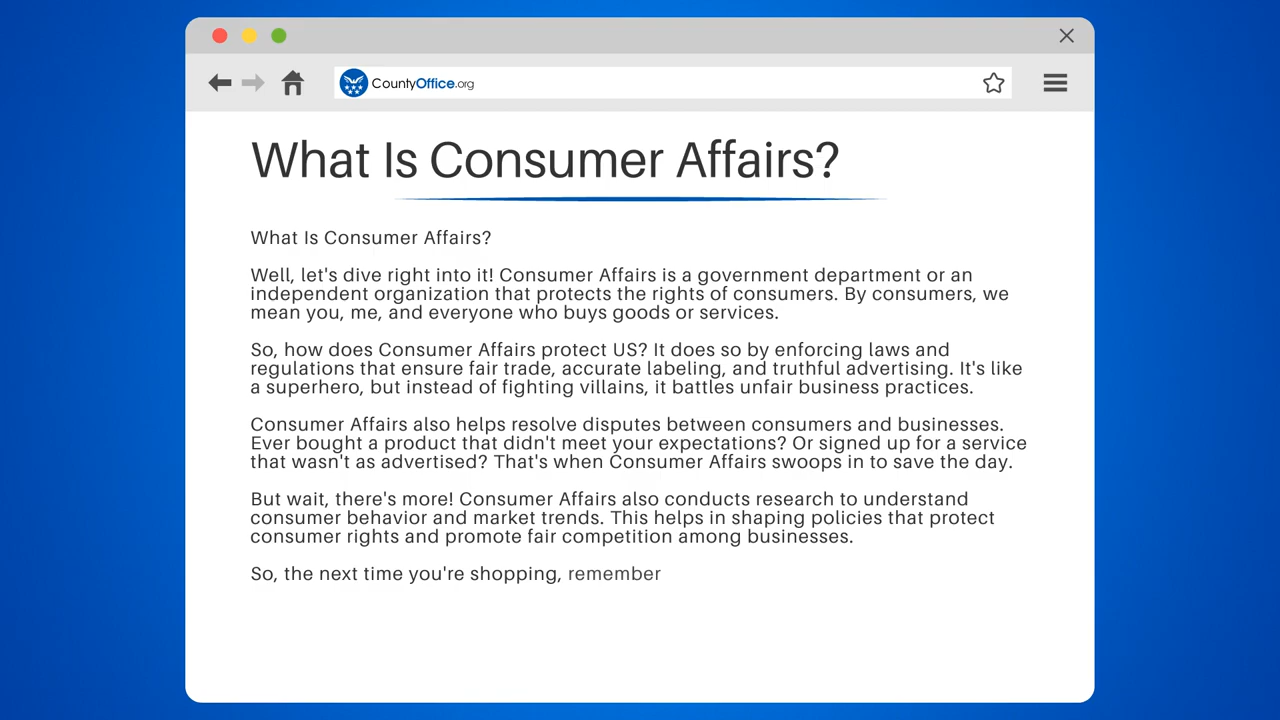 CountyOffice.org
What Is Consumer Affairs?
What Is Consumer Affairs?
Well, let's dive right into it! Consumer Affairs is a government department or an
independent organization that protects the rights of consumers. By consumers, we
mean you, me, and everyone who buys goods or services.
So, how does Consumer Affairs protect US? It does so by enforcing laws and
regulations that ensure fair trade, accurate labeling, and truthful advertising. It's like
a superhero, but instead of fighting villains, it battles unfair business practices.
Consumer Affairs also helps resolve disputes between consumers and businesses.
Ever bought a product that didn't meet your expectations? Or signed up for a service
that wasn't as advertised? That's when Consumer Affairs swoops in to save the day.
But wait, there's more! Consumer Affairs also conducts research to understand
consumer behavior and market trends. This helps in shaping policies that protect
consumer rights and promote fair competition among businesses.
So, the next time you're shopping, remember